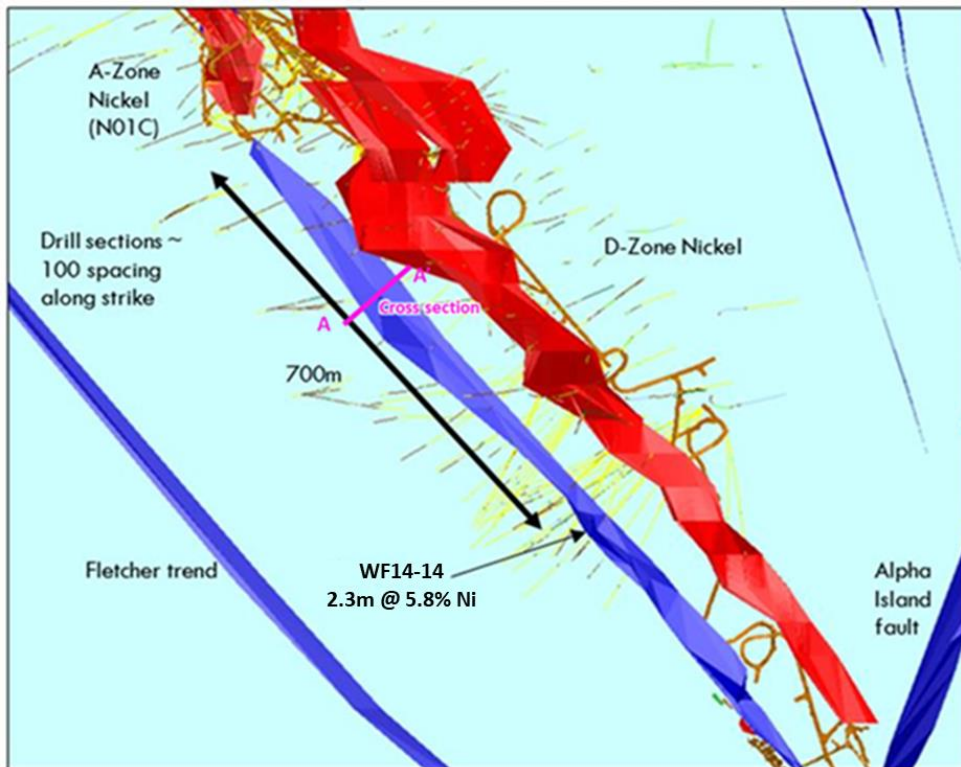 A-Zone
Nickel
(N01C)
D-Zone Nickel
Drill sections ~
100 spacing
along strike
A'
Cross section
A
700m
Fletcher trend
WF14-14
2.3m @ 5.8% Ni
Alpha
Island
fault